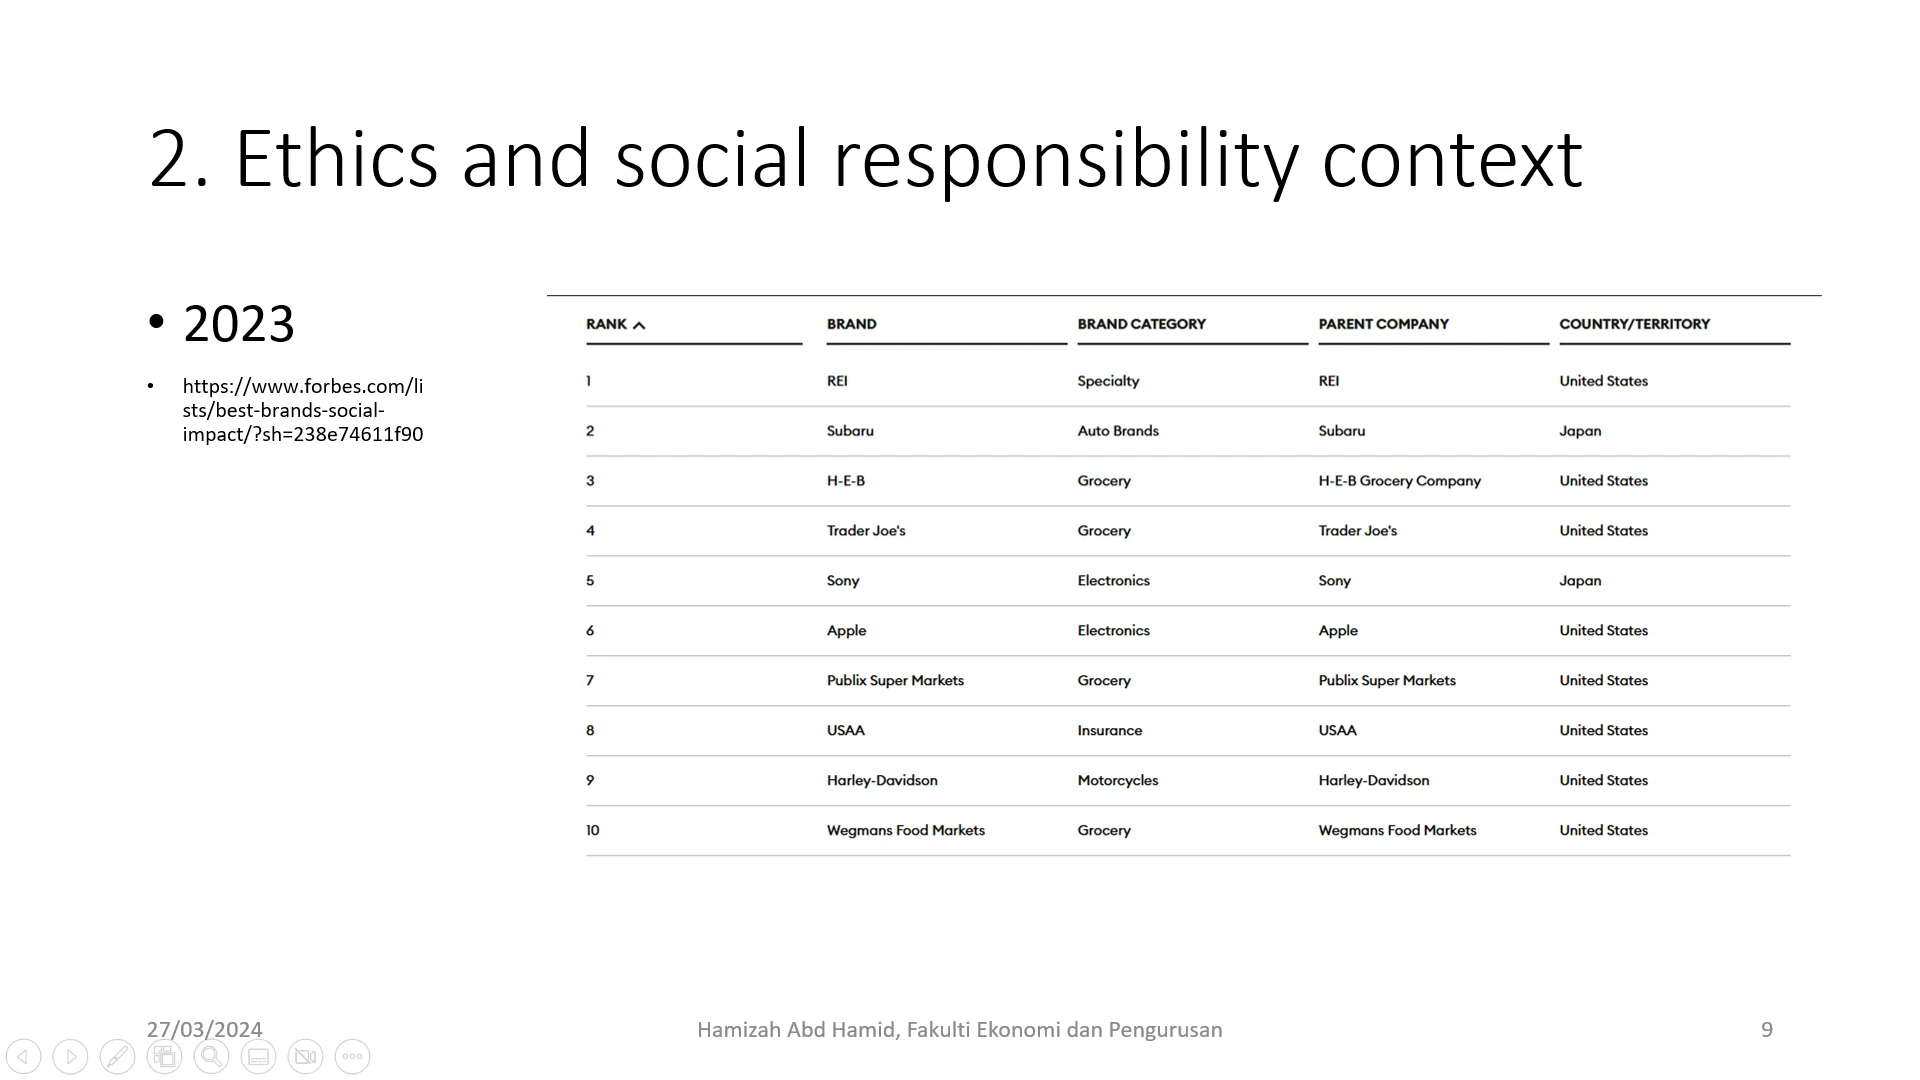 2. Ethics and social responsibility context
• 2023
• https://www.forbes.com/li
sts/best-brands-social-
impact/?sh=238e74611f90
RANK BRAND BRAND CATEGORY PARENT COMPANY COUNTRY/TERRITORY
1 REI Specialty REI United States
2 Subaru Auto Brands Subaru Japan
3 H-E-B Grocery H-E-B Grocery Company United States
4 Trader Joe's Grocery Trader Joe's United States
5 Sony Electronics Sony Japan
6 Apple Electronics Apple United States
7 Publix Super Markets Grocery Publix Super Markets United States
8 USAA Insurance USAA United States
9 Harley-Davidson Motorcycles Harley-Davidson United States
10 Wegmans Food Markets Grocery Wegmans Food Markets United States
27/03/2024 Hamizah Abd Hamid, Fakulti Ekonomi dan Pengurusan 9